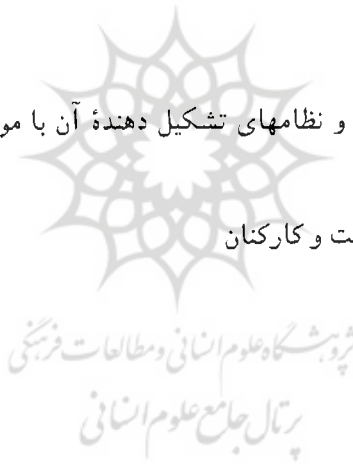 و نظامهای تشکیل دهندهٔ آن با مو
ت و کارکنان
پژوهشگاه علوم انسانی و مطالعات فرهنگی
پرتال جامع علوم انسانی